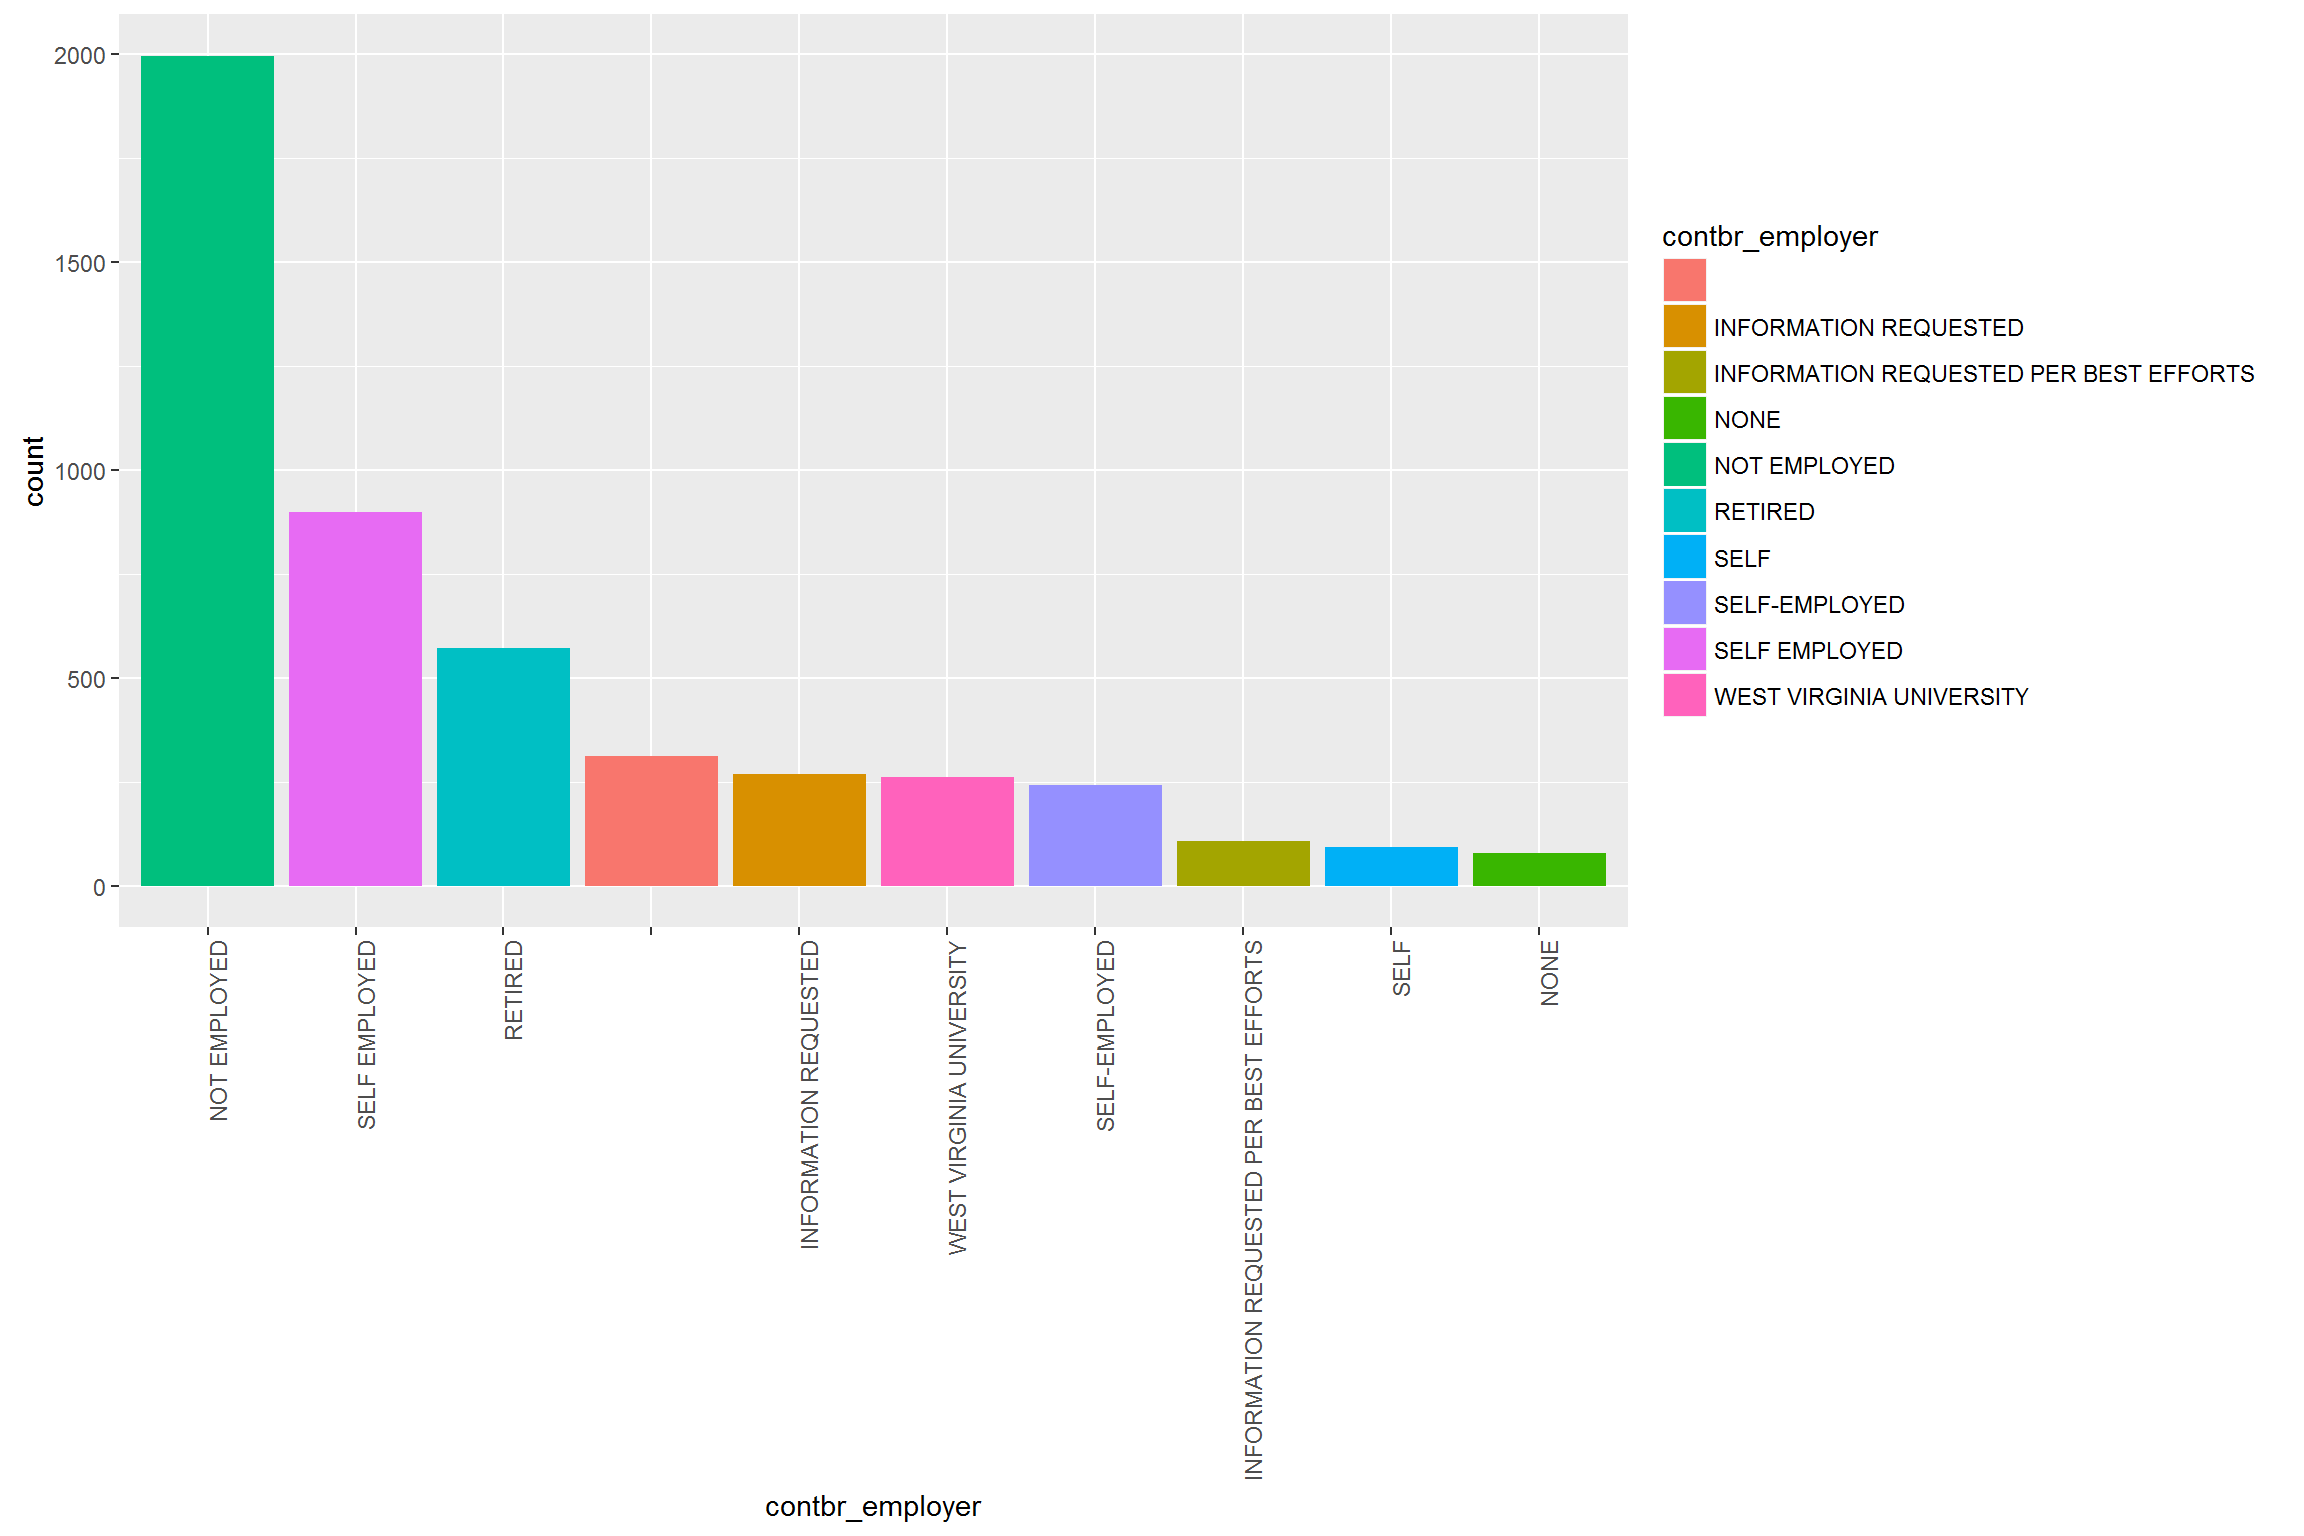 2000
1500
1000
500
0
count
NOT EMPLOYED
SELF EMPLOYED
RETIRED
INFORMATION REQUESTED
WEST VIRGINIA UNIVERSITY
SELF-EMPLOYED
INFORMATION REQUESTED PER BEST EFFORTS
SELF
NONE
contbr_employer
contbr_employer
INFORMATION REQUESTED
INFORMATION REQUESTED PER BEST EFFORTS
NONE
NOT EMPLOYED
RETIRED
SELF
SELF-EMPLOYED
SELF EMPLOYED
WEST VIRGINIA UNIVERSITY